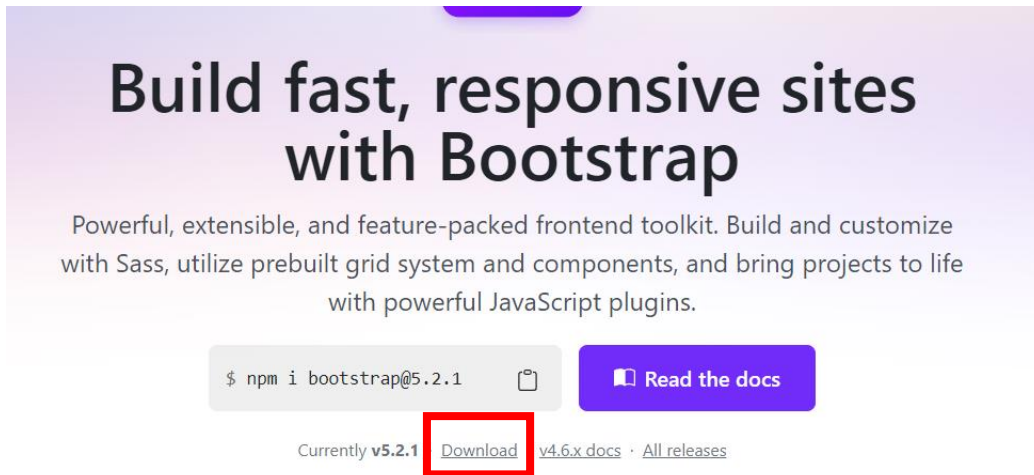 Build fast, responsive sites
with Bootstrap
Powerful, extensible, and feature-packed frontend toolkit. Build and customize
with Sass, utilize prebuilt grid system and components, and bring projects to life
with powerful JavaScript plugins.
$ npm i bootstrap@5.2.1
Read the docs
Currently v5.2.1 · Download · v4.6.x docs · All releases